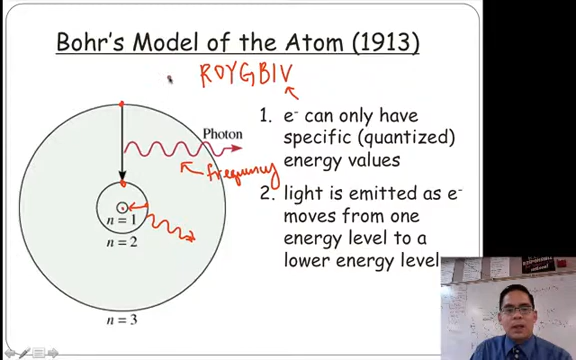 Bohr's Model of the Atom (1913)
ROYGBIV
Photon
frequency
n = 1
n = 2
n = 3
1. e⁻ can only have
specific (quantized)
energy values
2. light is emitted as e⁻
moves from one
energy level to a
lower energy level